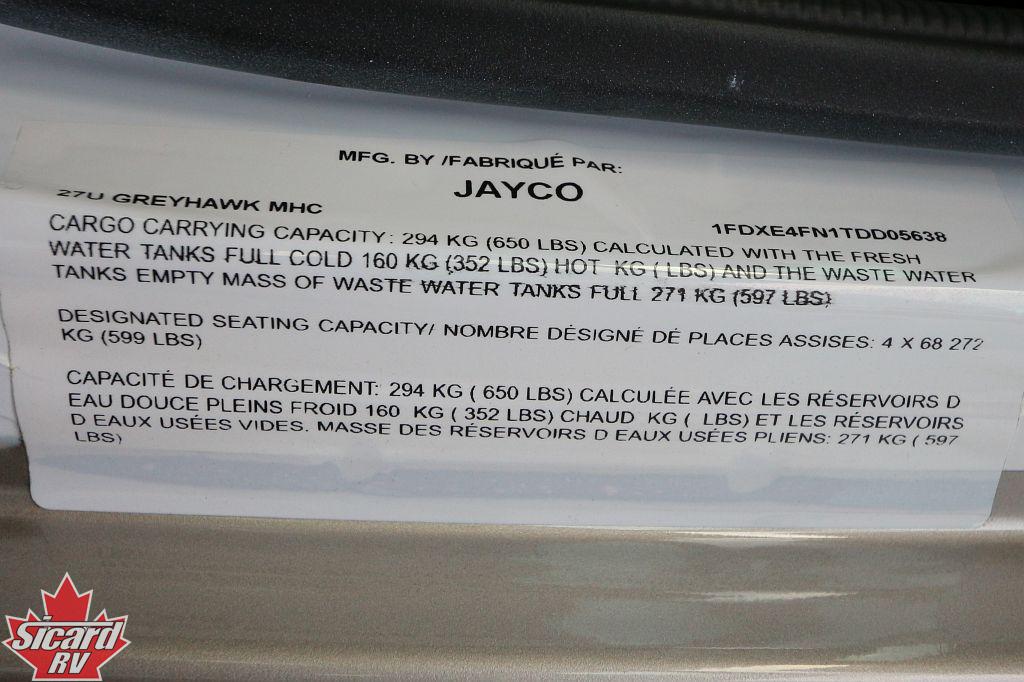 MFG. BY /FABRIQUÉ PAR:
JAYCO
27U GREYHAWK MHC 1FDXE4FN1TDD05638
CARGO CARRYING CAPACITY: 294 KG (650 LBS) CALCULATED WITH THE FRESH
WATER TANKS FULL COLD 160 KG (352 LBS) HOT KG ( LBS) AND THE WASTE WATER
TANKS EMPTY MASS OF WASTE WATER TANKS FULL 271 KG (597 LBS)
DESIGNATED SEATING CAPACITY/ NOMBRE DÉSIGNÉ DÉ PLACES ASSISES: 4 X 68 272
KG (599 LBS)
CAPACITÉ DE CHARGEMENT: 294 KG ( 650 LBS) CALCULÉE AVEC LES RÉSERVOIRS D
EAU DOUCE PLEINS FROID 160 KG ( 352 LBS) CHAUD KG ( LBS) ET LES RÉSERVOIRS
D EAUX USÉES VIDES. MASSE DES RÉSERVOIRS D EAUX USÉES PLIENS: 271 KG ( 597
LBS)
Sicard
RV